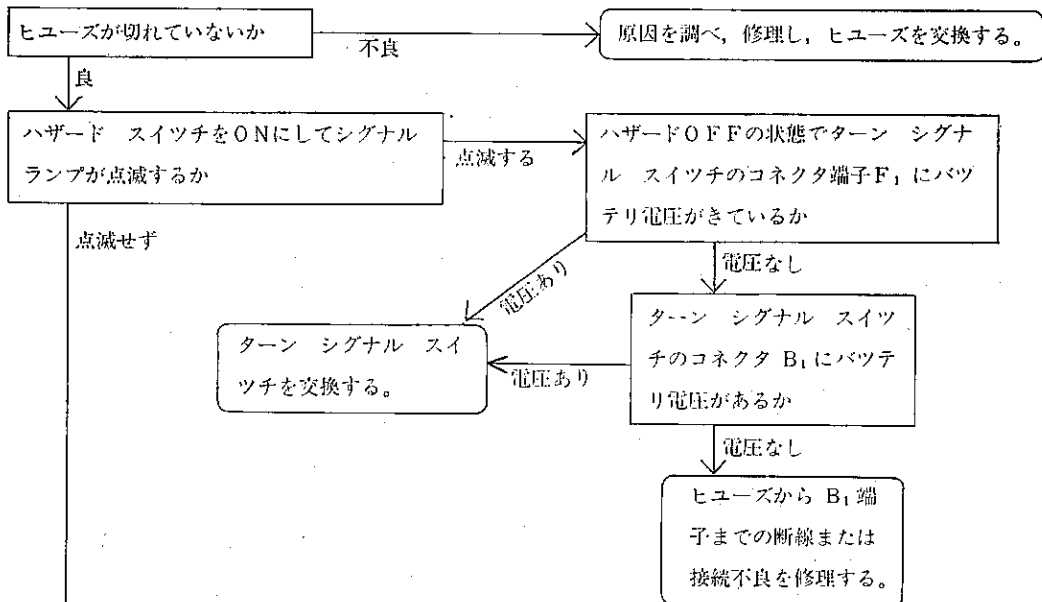 ヒユーズが切れていないか
不良
原因を調べ，修理し，ヒユーズを交換する。
良
ハザード　スイツチをONにしてシグナル
ランプが点滅するか
点滅する
ハザードOFFの状態でターン　シグナ
ル　スイツチのコネクタ端子F₁にバツ
テリ電圧がきているか
点滅せず
電圧あり
電圧なし
ターン　シグナル　スイ
ツチを交換する。
電圧あり
ターン　シグナル　スイツ
チのコネクタ B₁にバツテ
リ電圧があるか
電圧なし
ヒユーズから B₁端
子までの断線または
接続不良を修理する。